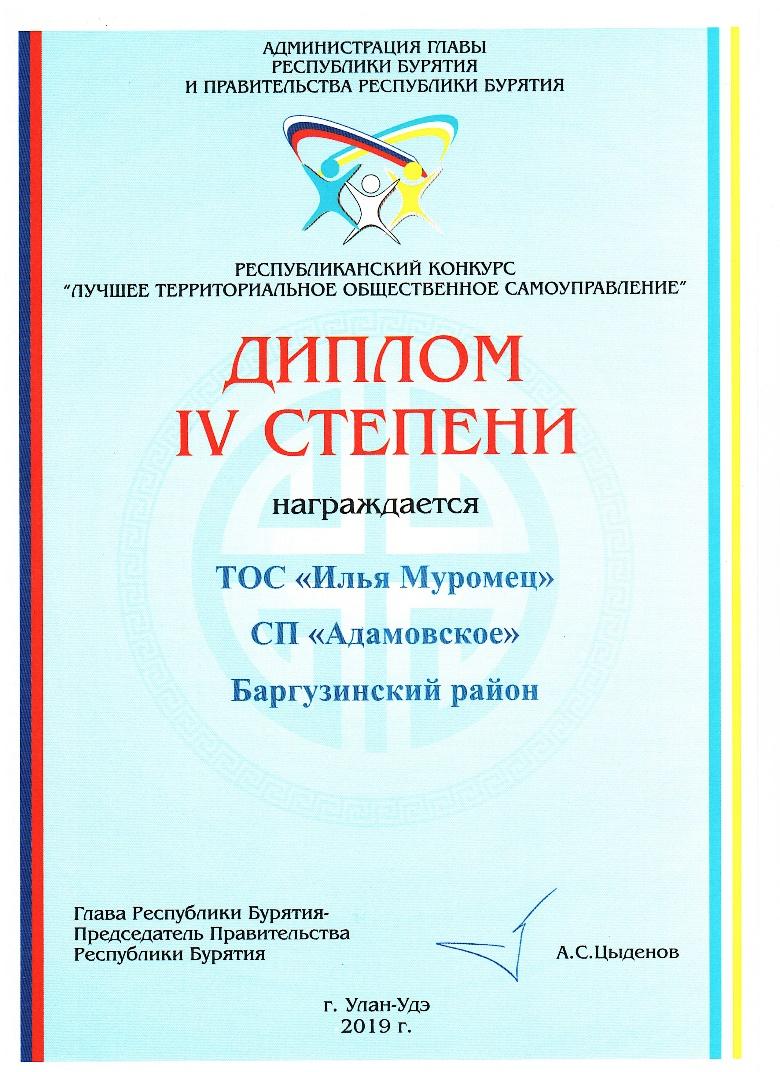 АДМИНИСТРАЦИЯ ГЛАВЫ
РЕСПУБЛИКИ БУРЯТИЯ
И ПРАВИТЕЛЬСТВА РЕСПУБЛИКИ БУРЯТИЯ
РЕСПУБЛИКАНСКИЙ КОНКУРС
"ЛУЧШЕЕ ТЕРРИТОРИАЛЬНОЕ ОБЩЕСТВЕННОЕ САМОУПРАВЛЕНИЕ"
ДИПЛОМ
IV СТЕПЕНИ
награждается
ТОС «Илья Муромец»
СП «Адамовское»
Баргузинский район
Глава Республики Бурятия-
Председатель Правительства
Республики Бурятия
А.С.Цыденов
г. Улан-Удэ
2019 г.